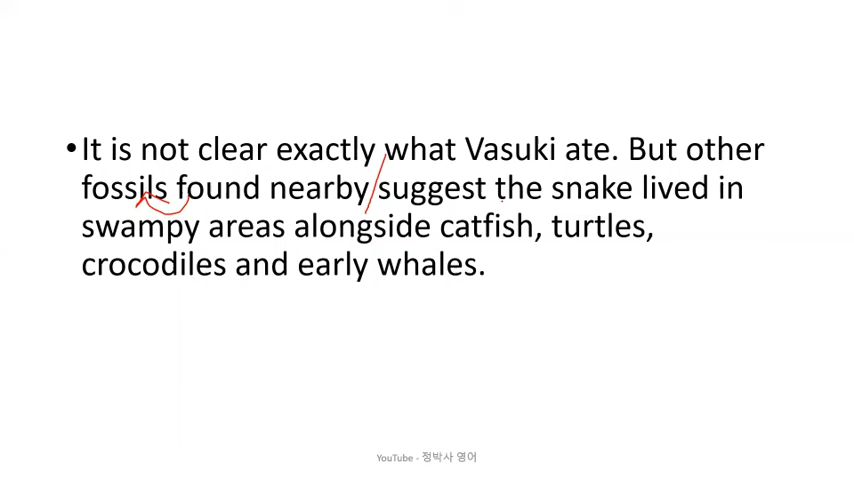 •It is not clear exactly what Vasuki ate. But other
fossils found nearby suggest the snake lived in
swampy areas alongside catfish, turtles,
crocodiles and early whales.
YouTube - 정박사 영어